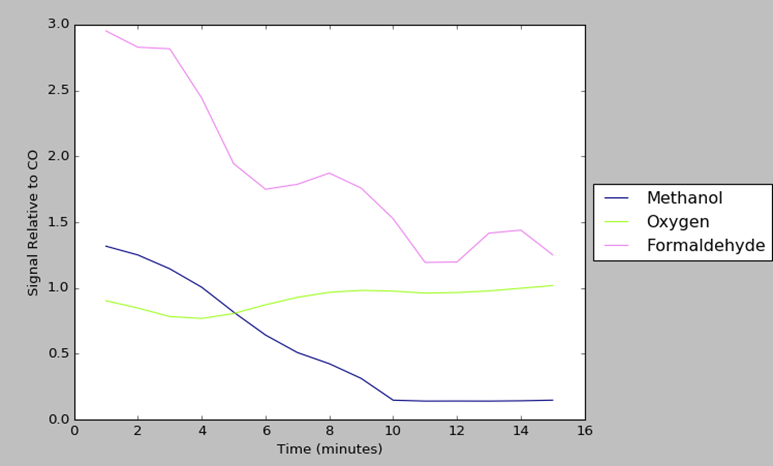 3.0
2.5
2.0
1.5
1.0
0.5
0.0
Signal Relative to CO
0 2 4 6 8 10 12 14 16
Time (minutes)
Methanol
Oxygen
Formaldehyde